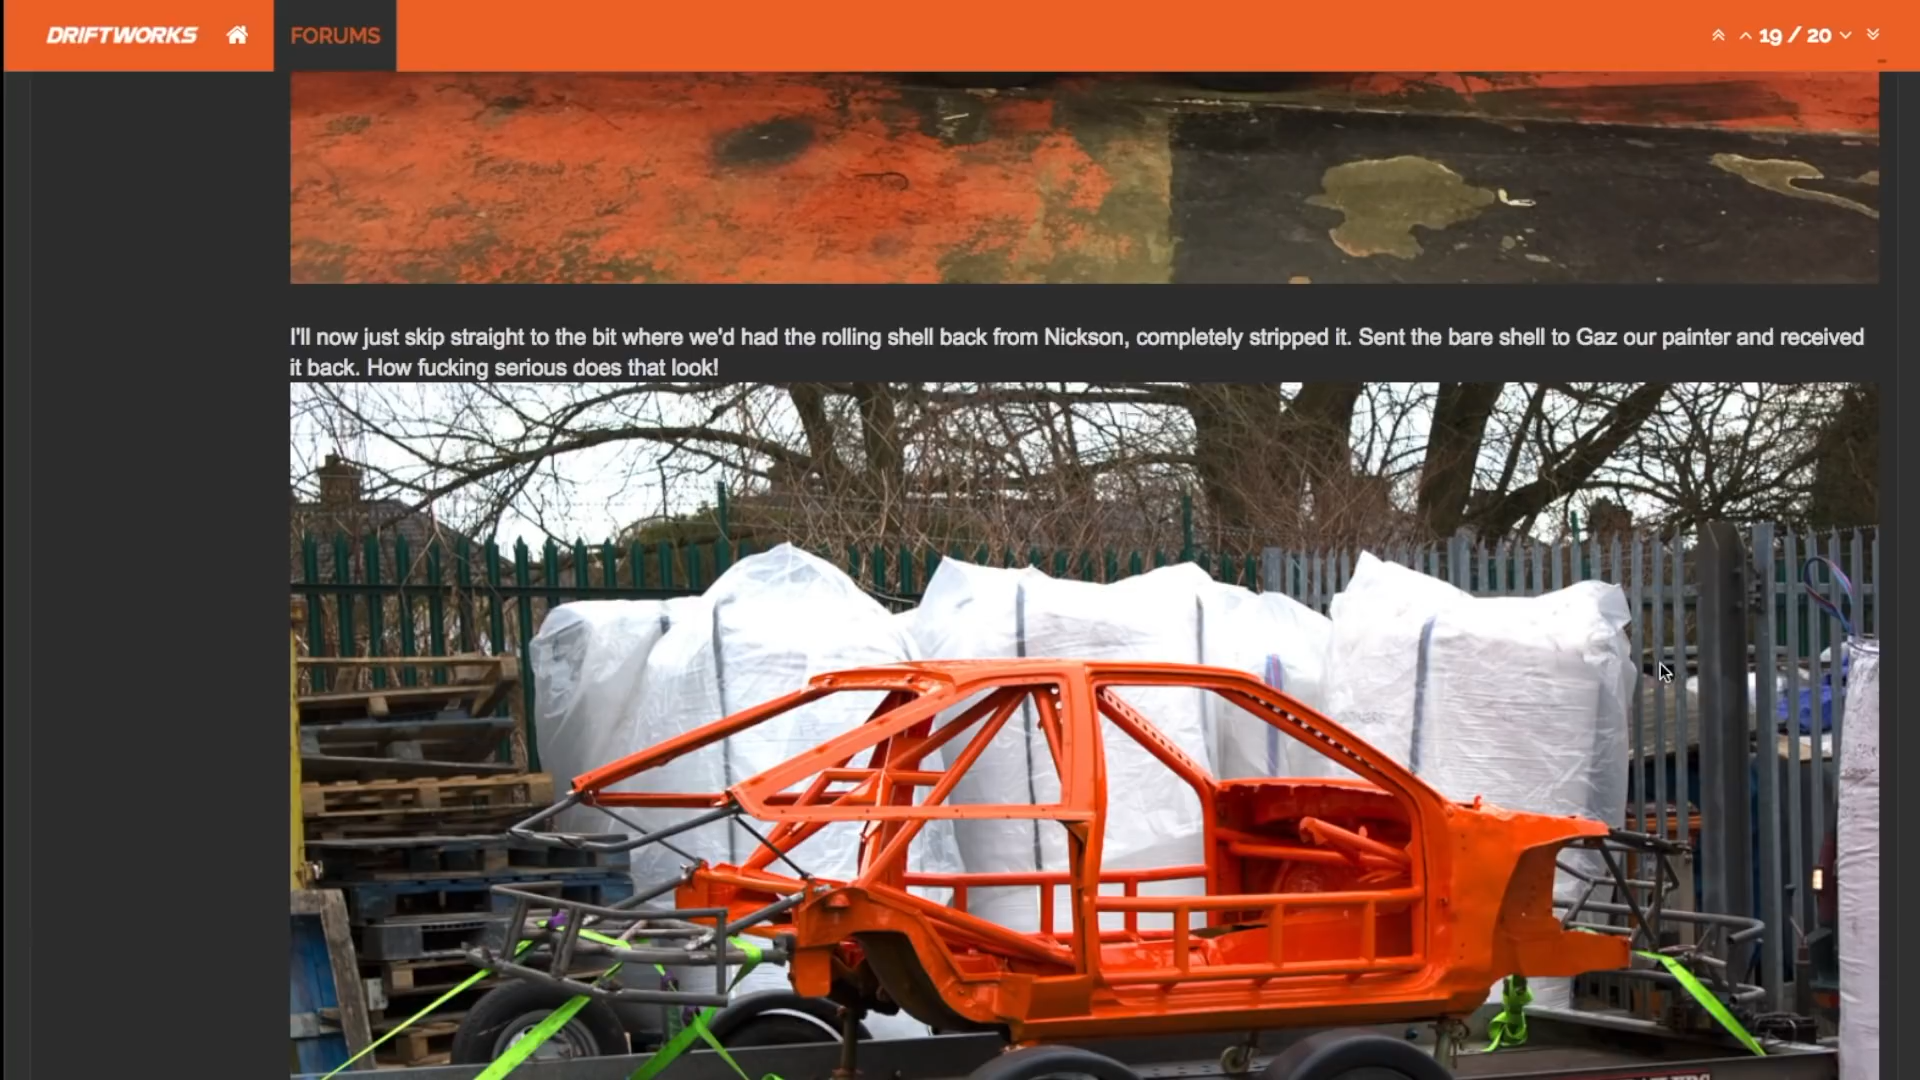 DRIFTWORKS
FORUMS
19 / 20
I'll now just skip straight to the bit where we'd had the rolling shell back from Nickson, completely stripped it. Sent the bare shell to Gaz our painter and received
it back. How fucking serious does that look!